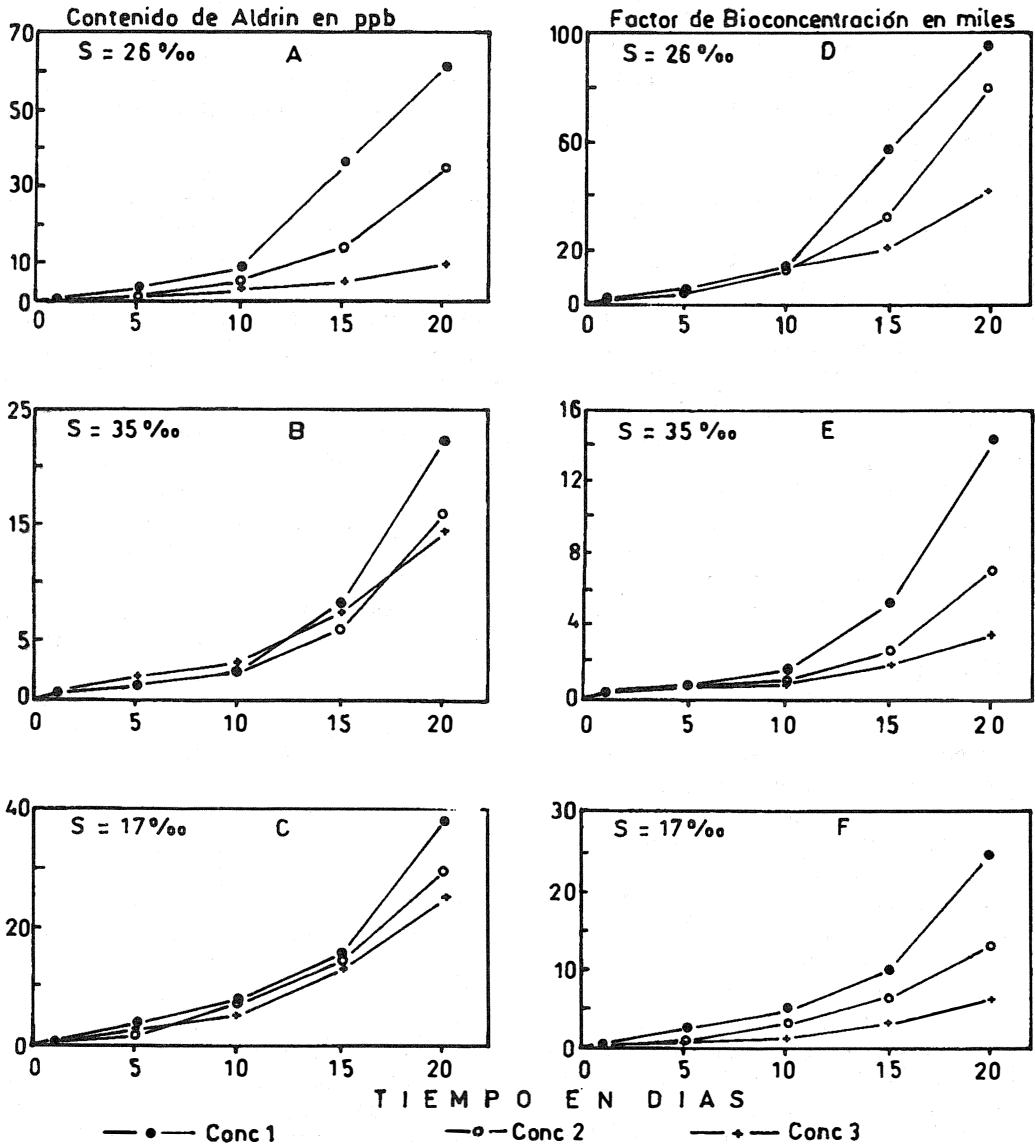 Contenido de Aldrin en ppb
70
S = 26 ‰ A
50
30
10
0
0 5 10 15 20
Factor de Bioconcentración en miles
100
S = 26 ‰ D
60
20
0
0 5 10 15 20
25
S = 35 ‰ B
15
5
0
0 5 10 15 20
16
S = 35 ‰ E
12
8
4
0
0 5 10 15 20
40
S = 17 ‰ C
20
0
0 5 10 15 20
30
S = 17 ‰ F
20
10
0
0 5 10 15 20
TIEMPO EN DIAS
Conc 1 Conc 2 Conc 3